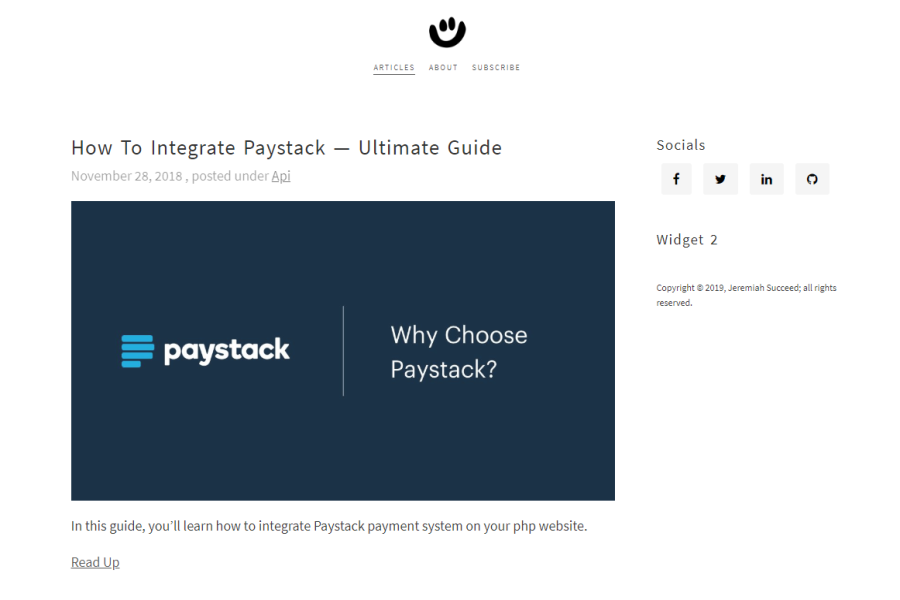 ARTICLES ABOUT SUBSCRIBE
How To Integrate Paystack — Ultimate Guide
November 28, 2018 , posted under Api
paystack
Why Choose
Paystack?
In this guide, you’ll learn how to integrate Paystack payment system on your php website.
Read Up
Socials
f
in
Widget 2
Copyright © 2019, Jeremiah Succeed; all rights
reserved.